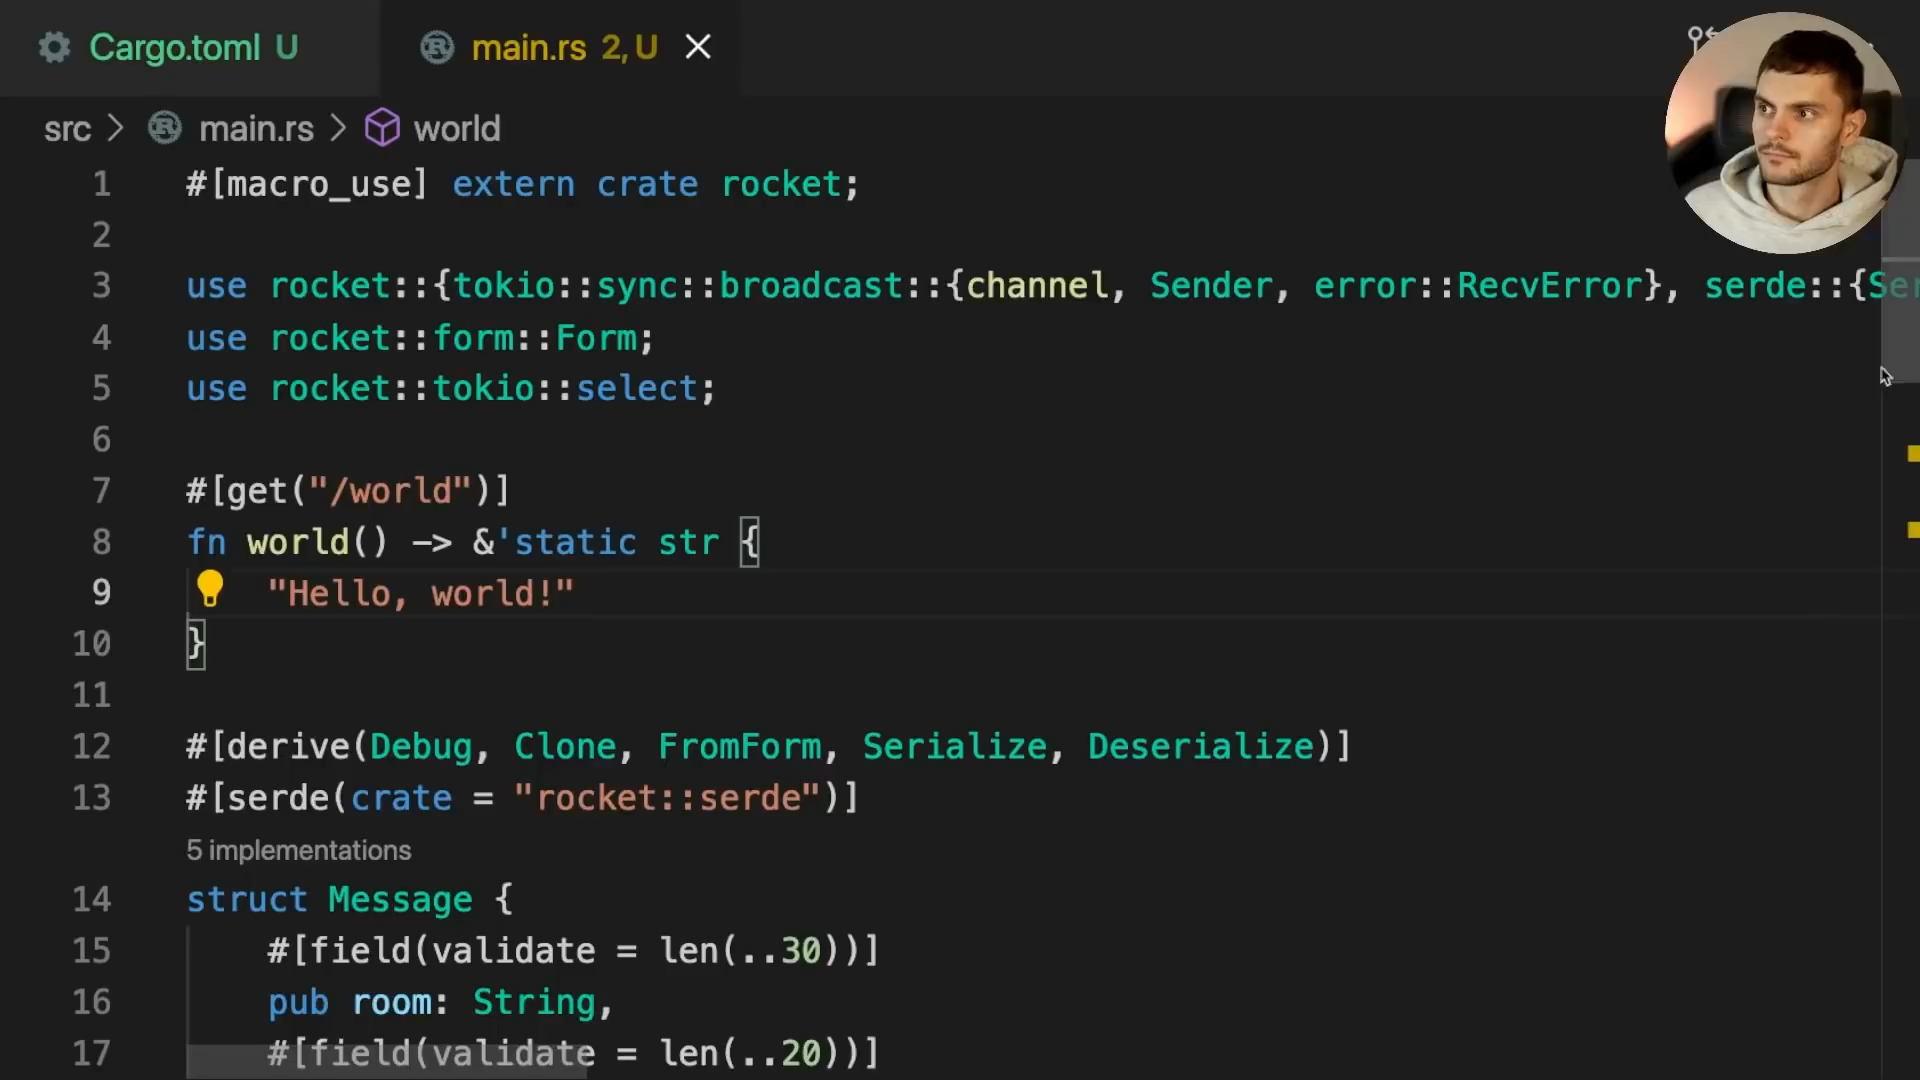 Cargo.toml U
main.rs 2, U
src > main.rs > world
1 #[macro_use] extern crate rocket;
2
3 use rocket::{tokio::sync::broadcast::{channel, Sender, error::RecvError}, serde::{Ser
4 use rocket::form::Form;
5 use rocket::tokio::select;
6
7 #[get("/world")]
8 fn world() -> &'static str {
9 "Hello, world!"
10 }
11
12 #[derive(Debug, Clone, FromForm, Serialize, Deserialize)]
13 #[serde(crate = "rocket::serde")]
5 implementations
14 struct Message {
15 #[field(validate = len(..30))]
16 pub room: String,
17 #[field(validate = len(..20))]